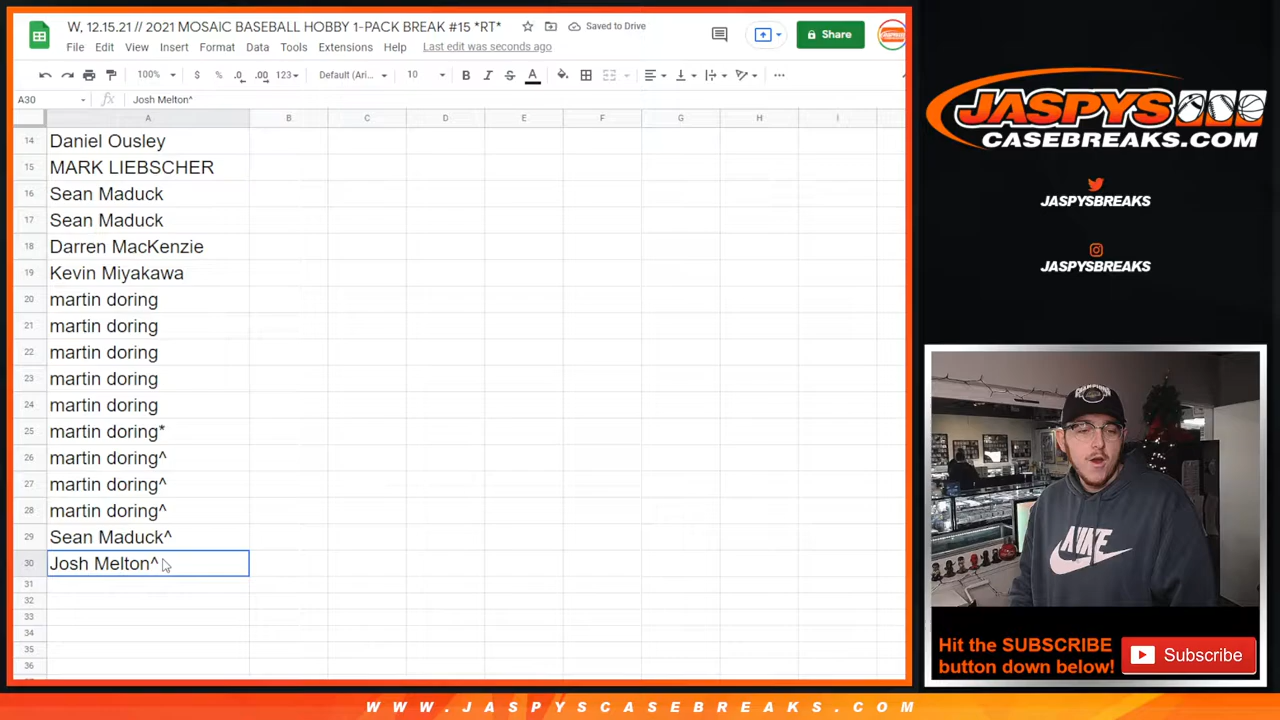 W, 12.15.21 // 2021 MOSAIC BASEBALL HOBBY 1-PACK BREAK #15 *RT*
Saved to Drive
Share
File Edit View Insert Format Data Tools Extensions Help Last edit was seconds ago
100% $ % .0 .00 123 Default (Ari... 10 B I S A
A30 fx Josh Melton^
A B C D E F G H I
14 Daniel Ousley
15 MARK LIEBSCHER
16 Sean Maduck
17 Sean Maduck
18 Darren MacKenzie
19 Kevin Miyakawa
20 martin doring
21 martin doring
22 martin doring
23 martin doring
24 martin doring
25 martin doring*
26 martin doring^
27 martin doring^
28 martin doring^
29 Sean Maduck^
30 Josh Melton^
31
32
33
34
35
36
JASPYS
CASEBREAKS.COM
JASPYSBREAKS
JASPYSBREAKS
NIKE
Hit the SUBSCRIBE
button down below!
Subscribe
WWW.JASPYSCASEBREAKS.COM